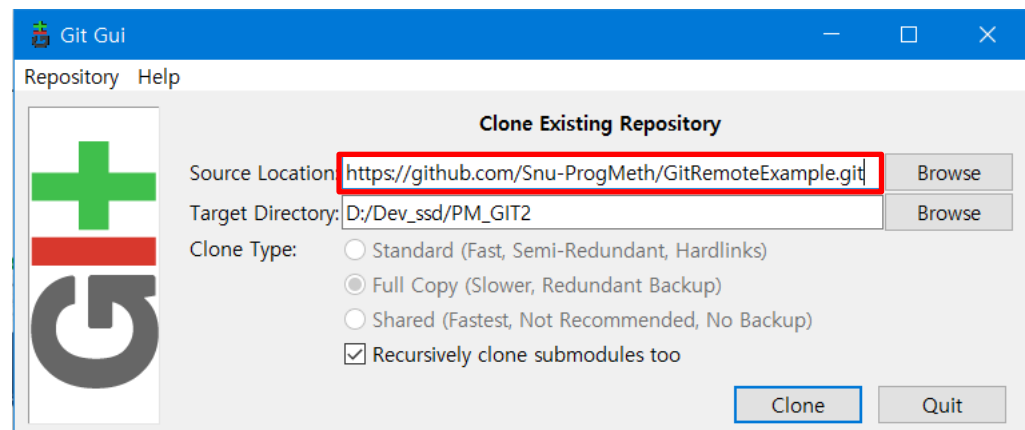 Git Gui
Repository Help
Clone Existing Repository
Source Location: https://github.com/Snu-ProgMeth/GitRemoteExample.git Browse
Target Directory: D:/Dev_ssd/PM_GIT2 Browse
Clone Type: Standard (Fast, Semi-Redundant, Hardlinks)
Full Copy (Slower, Redundant Backup)
Shared (Fastest, Not Recommended, No Backup)
Recursively clone submodules too
Clone Quit